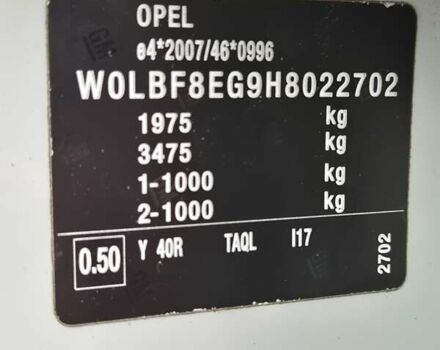 OPEL
e4*2007/46*0996
W0LBF8EG9H8022702
1975 kg
3475 kg
1-1000 kg
2-1000 kg
0.50 Y 40R TAQL I17 2702